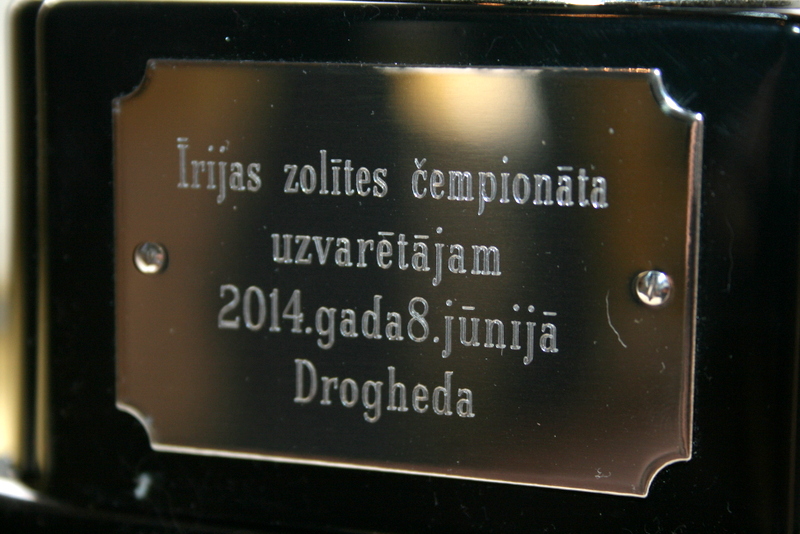 Īrijas zolītes čempionāta
uzvarētājam
2014.gada8.jūnijā
Drogheda